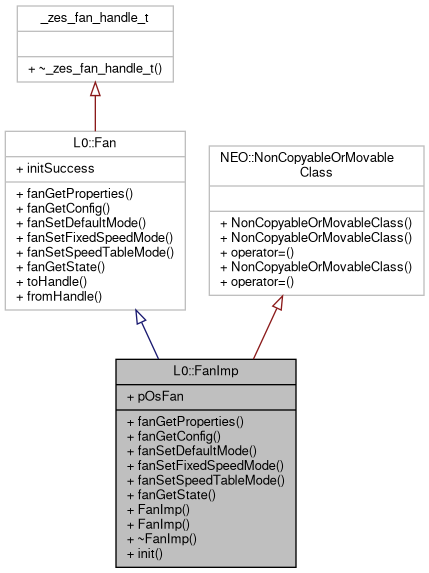 _zes_fan_handle_t
+ ~_zes_fan_handle_t()
L0::Fan
+ initSuccess
+ fanGetProperties()
+ fanGetConfig()
+ fanSetDefaultMode()
+ fanSetFixedSpeedMode()
+ fanSetSpeedTableMode()
+ fanGetState()
+ toHandle()
+ fromHandle()
NEO::NonCopyableOrMovable
Class
+ NonCopyableOrMovableClass()
+ NonCopyableOrMovableClass()
+ operator=()
+ NonCopyableOrMovableClass()
+ operator=()
L0::FanImp
+ pOsFan
+ fanGetProperties()
+ fanGetConfig()
+ fanSetDefaultMode()
+ fanSetFixedSpeedMode()
+ fanSetSpeedTableMode()
+ fanGetState()
+ FanImp()
+ FanImp()
+ ~FanImp()
+ init()